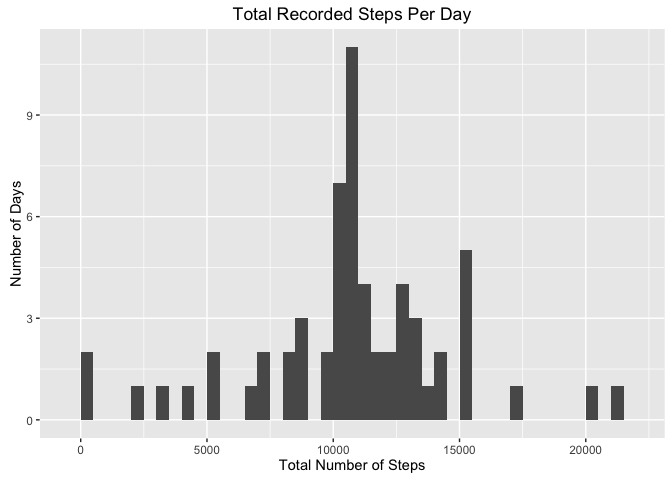 Total Recorded Steps Per Day
9
6
3
0
Number of Days
0 5000 10000 15000 20000
Total Number of Steps